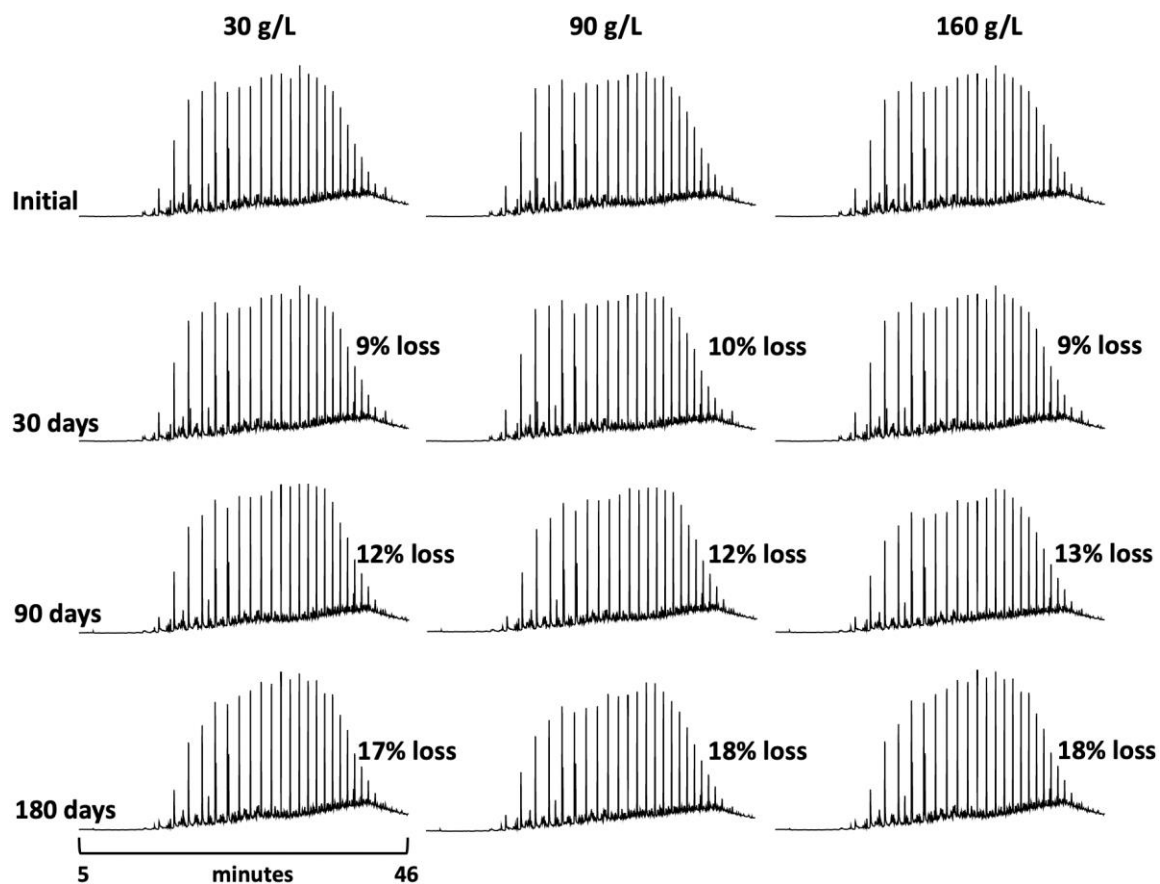 30 g/L 90 g/L 160 g/L
Initial
30 days 9% loss 10% loss 9% loss
90 days 12% loss 12% loss 13% loss
180 days 17% loss 18% loss 18% loss
5 minutes 46